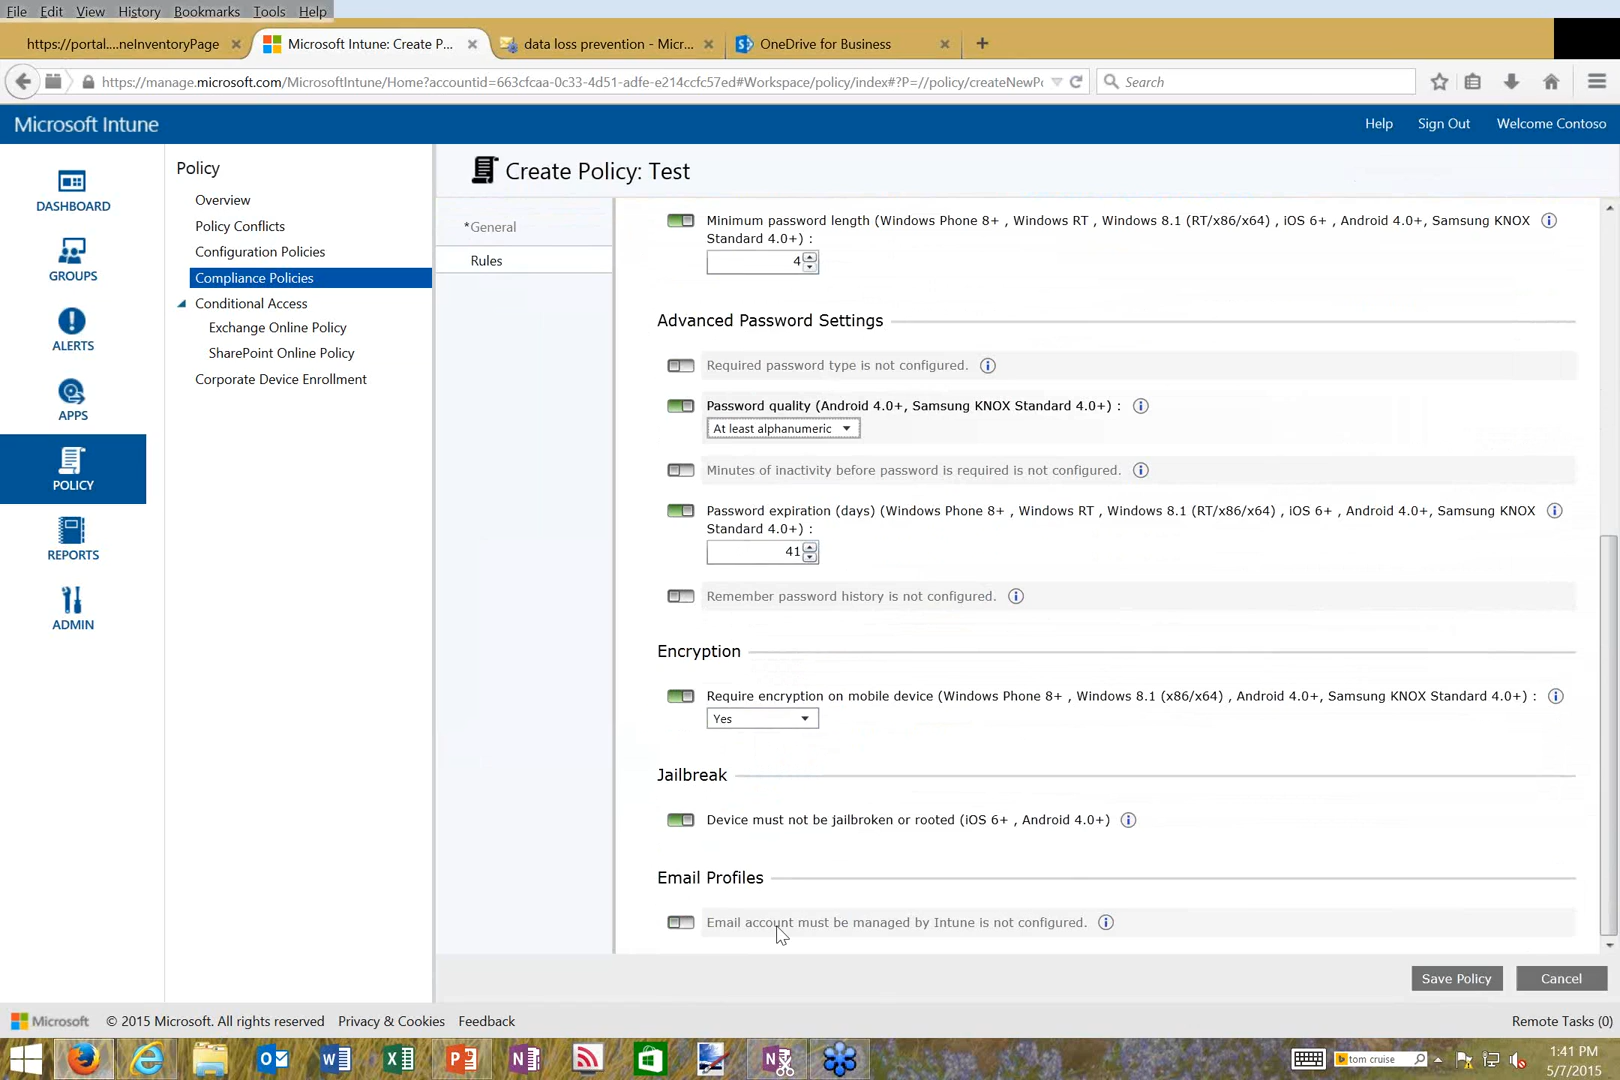 File Edit View History Bookmarks Tools Help
https://portal....neInventoryPage
Microsoft Intune: Create P...
data loss prevention - Micr...
OneDrive for Business
https://manage.microsoft.com/MicrosoftIntune/Home?accountid=663cfcaa-0c33-4d51-adfe-e214ccfc57ed#Workspace/policy/index#?P=//policy/createNewPo
Search
Microsoft Intune
Help
Sign Out
Welcome Contoso
DASHBOARD
GROUPS
ALERTS
APPS
POLICY
REPORTS
ADMIN
Policy
Overview
Policy Conflicts
Configuration Policies
Compliance Policies
Conditional Access
Exchange Online Policy
SharePoint Online Policy
Corporate Device Enrollment
Create Policy: Test
*General
Rules
Minimum password length (Windows Phone 8+ , Windows RT , Windows 8.1 (RT/x86/x64) , iOS 6+ , Android 4.0+, Samsung KNOX
Standard 4.0+) :
4
Advanced Password Settings
Required password type is not configured.
Password quality (Android 4.0+, Samsung KNOX Standard 4.0+) :
At least alphanumeric
Minutes of inactivity before password is required is not configured.
Password expiration (days) (Windows Phone 8+ , Windows RT , Windows 8.1 (RT/x86/x64) , iOS 6+ , Android 4.0+, Samsung KNOX
Standard 4.0+) :
41
Remember password history is not configured.
Encryption
Require encryption on mobile device (Windows Phone 8+ , Windows 8.1 (x86/x64) , Android 4.0+, Samsung KNOX Standard 4.0+) :
Yes
Jailbreak
Device must not be jailbroken or rooted (iOS 6+ , Android 4.0+)
Email Profiles
Email account must be managed by Intune is not configured.
Save Policy
Cancel
Microsoft © 2015 Microsoft. All rights reserved Privacy & Cookies Feedback
Remote Tasks (0)
tom cruise
1:41 PM
5/7/2015